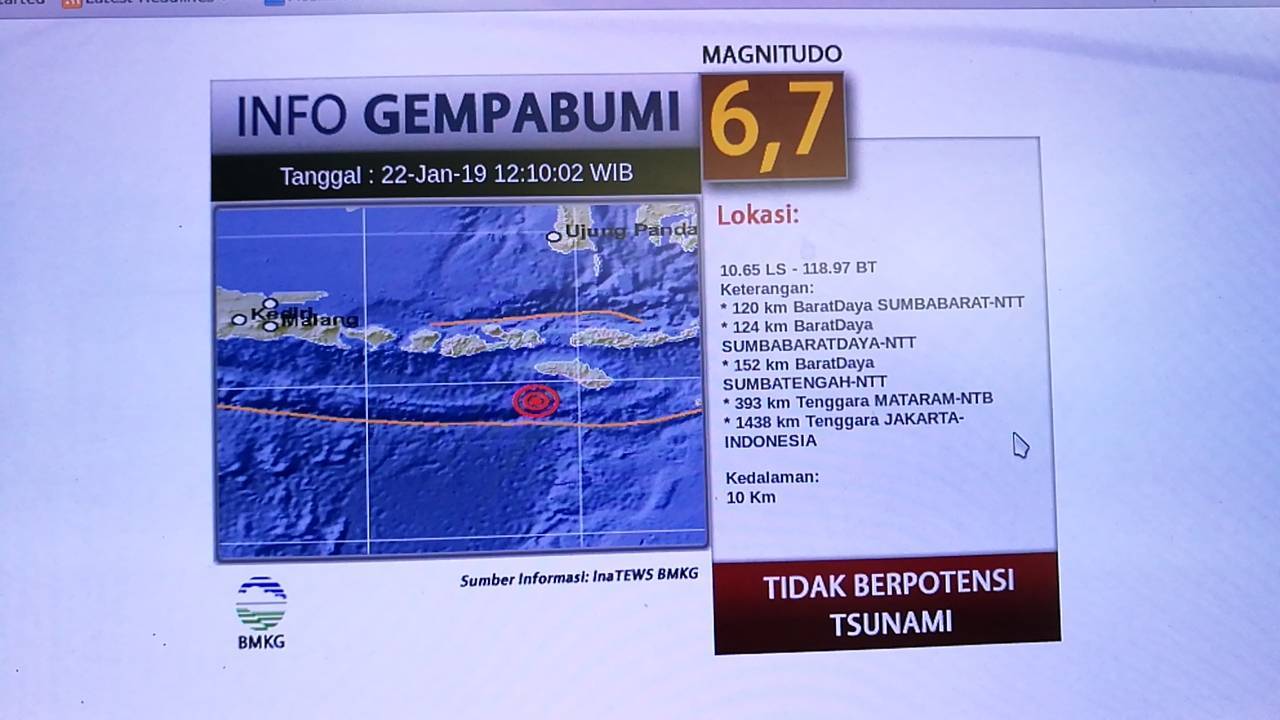 Latest Headlines
MAGNITUDO
6,7
INFO GEMPABUMI
Tanggal : 22-Jan-19 12:10:02 WIB
Lokasi:
10.65 LS - 118.97 BT
Keterangan:
* 120 km BaratDaya SUMBABARAT-NTT
* 124 km BaratDaya
SUMBABARATDAYA-NTT
* 152 km BaratDaya
SUMBATENGAH-NTT
* 393 km Tenggara MATARAM-NTB
* 1438 km Tenggara JAKARTA-
INDONESIA
Kedalaman:
10 Km
Ujung Panda
Kediri
Malang
Sumber Informasi: InaTEWS BMKG
BMKG
TIDAK BERPOTENSI
TSUNAMI